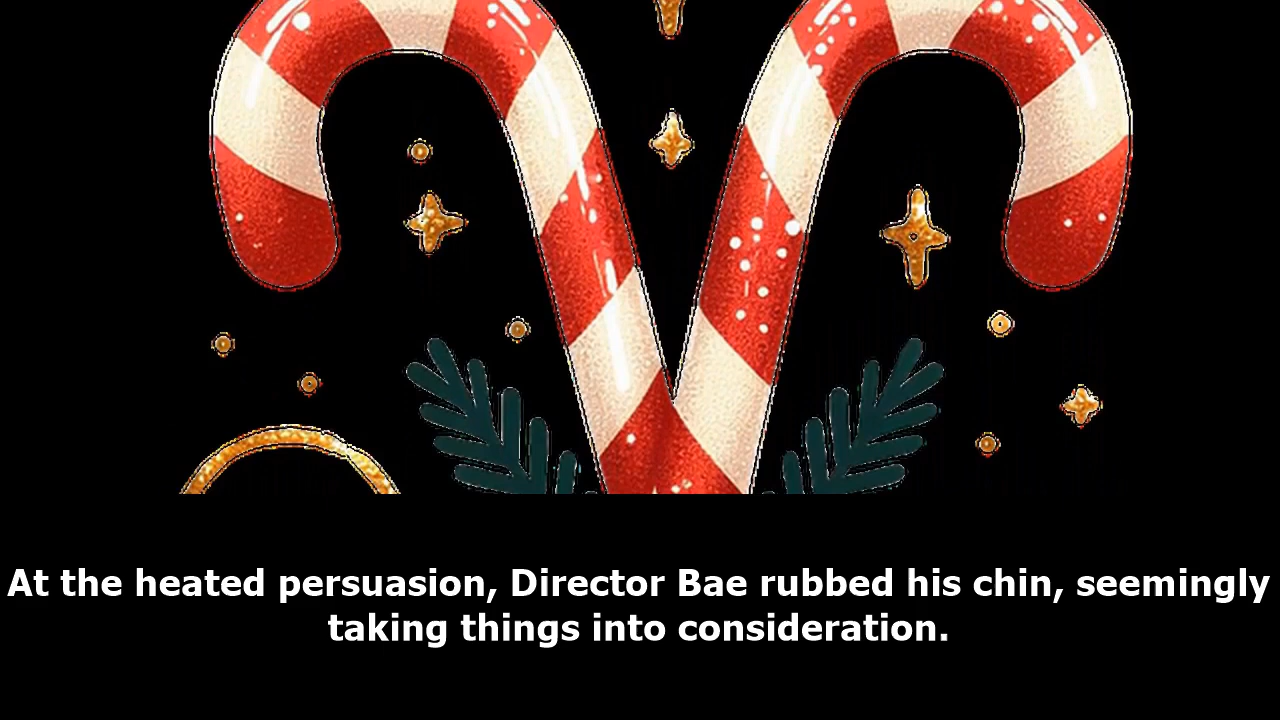 At the heated persuasion, Director Bae rubbed his chin, seemingly
taking things into consideration.